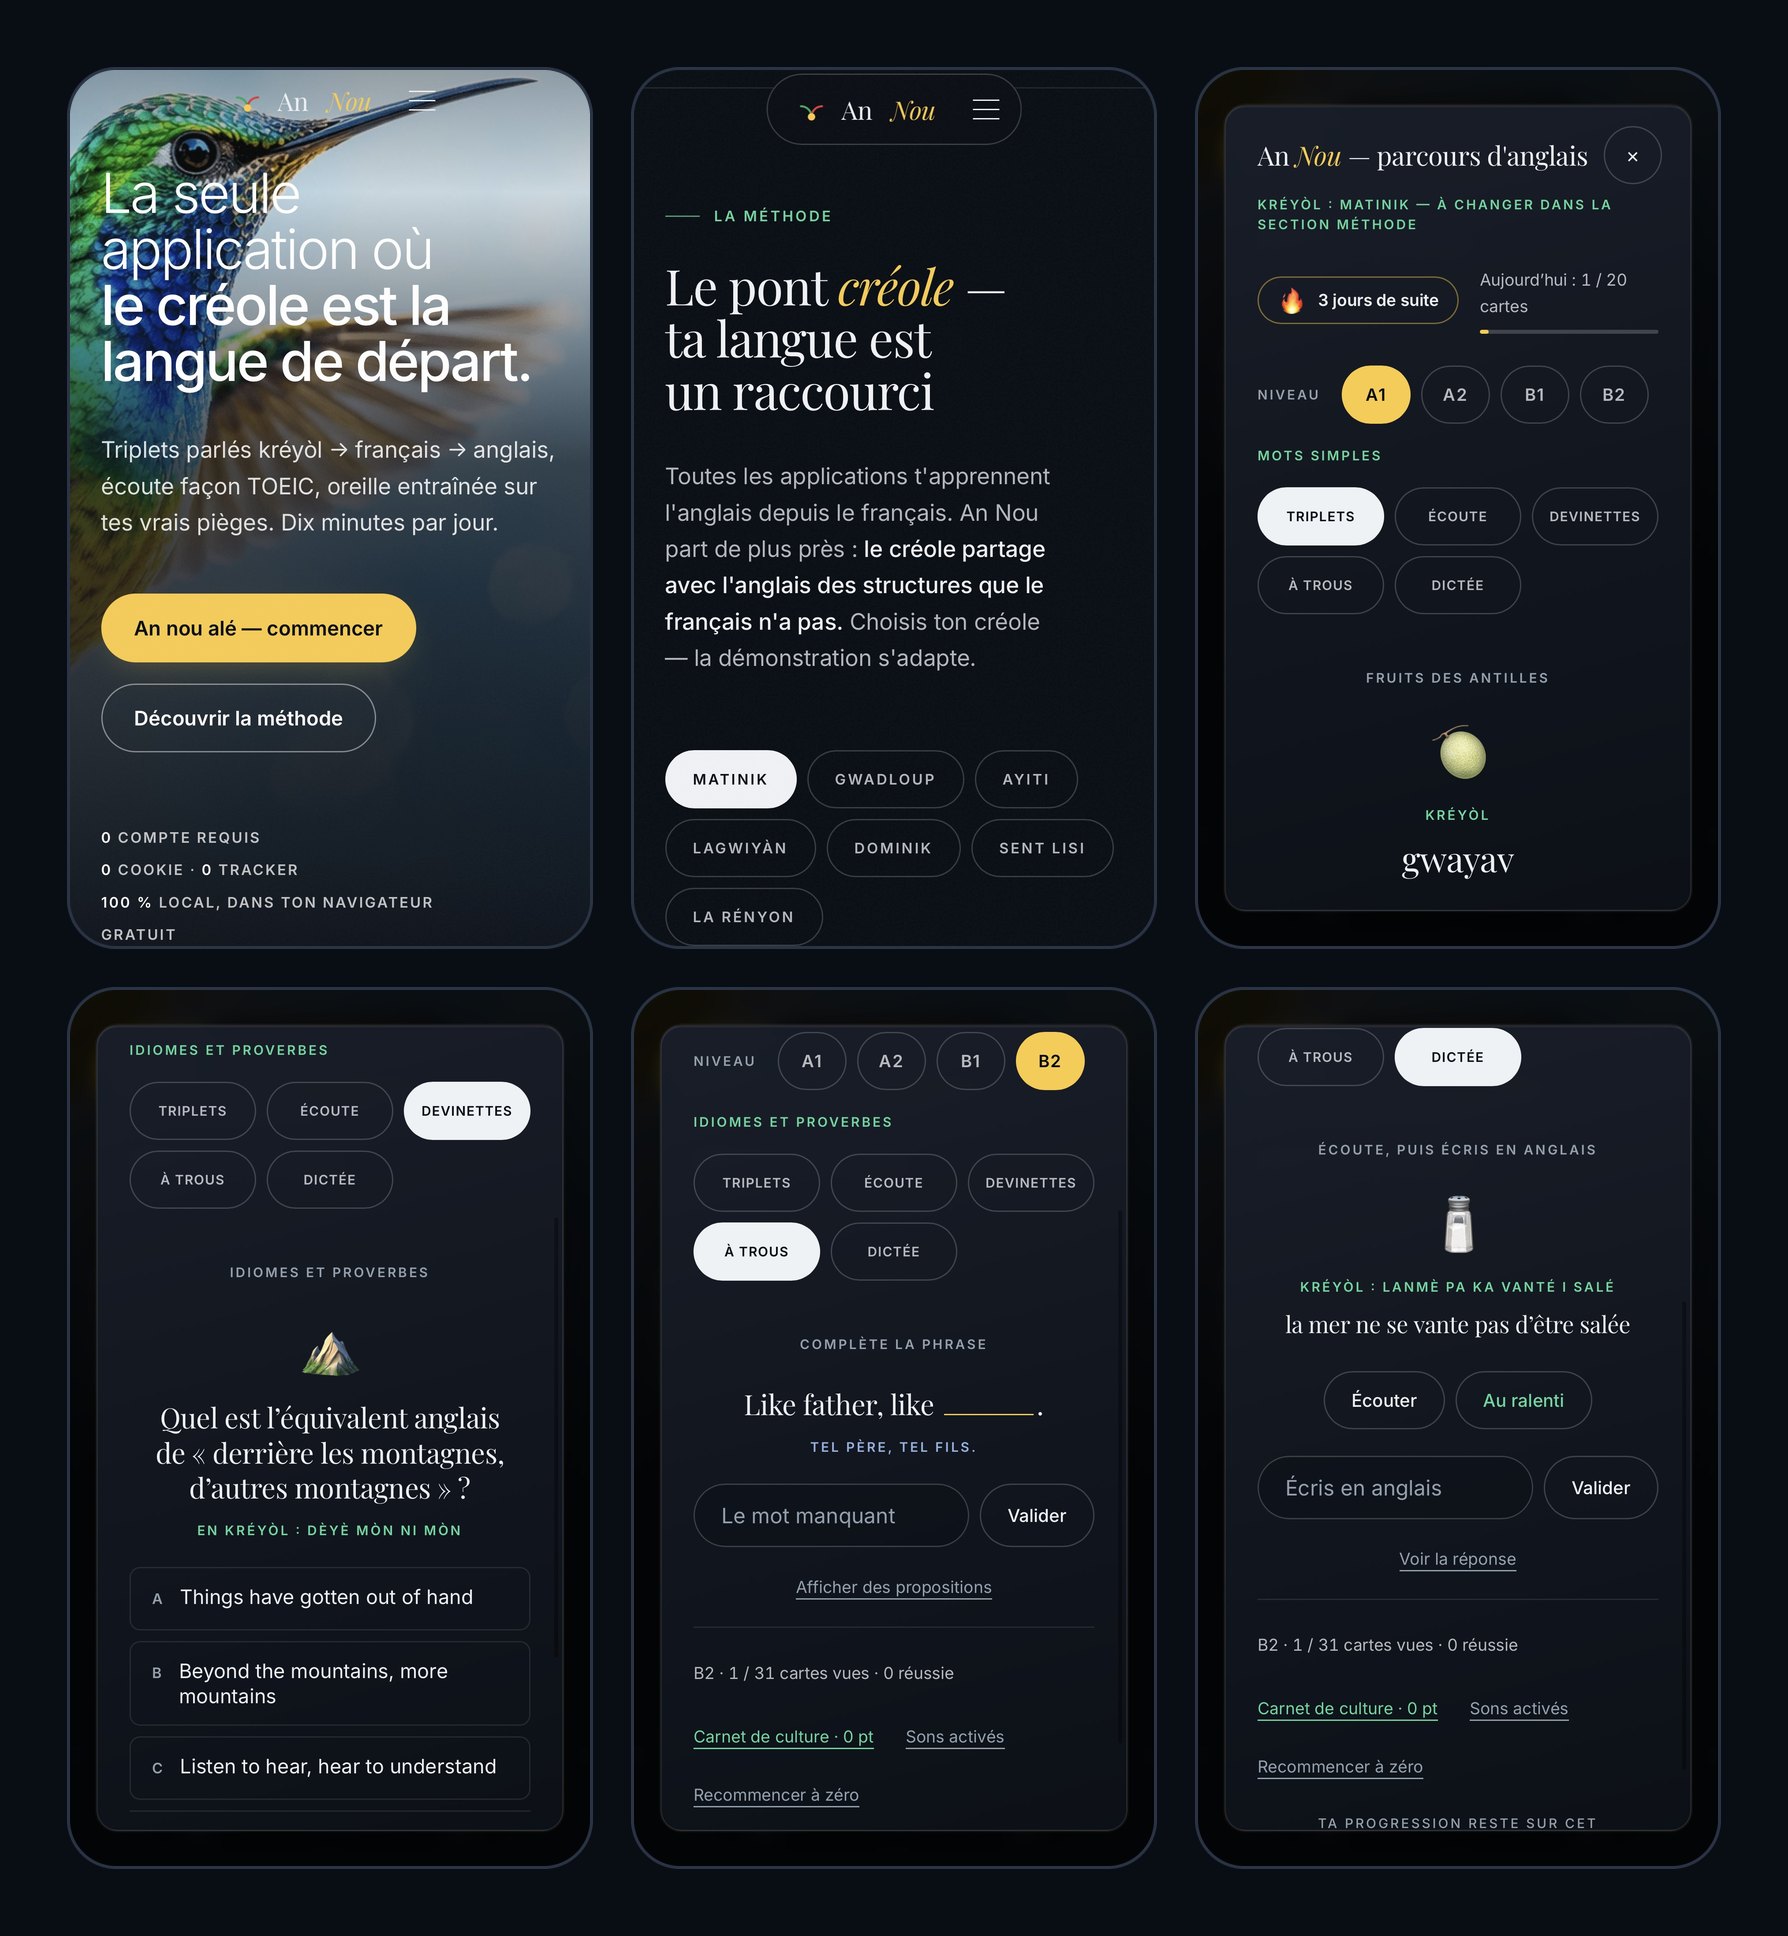 An Nou
La seule
application où
le créole est la
langue de départ.
Triplets parlés kréyòl → français → anglais,
écoute façon TOEIC, oreille entraînée sur
tes vrais pièges. Dix minutes par jour.
An nou alé — commencer
Découvrir la méthode
0 COMPTE REQUIS
0 COOKIE · 0 TRACKER
100 % LOCAL, DANS TON NAVIGATEUR
GRATUIT
An Nou
LA MÉTHODE
Le pont créole —
ta langue est
un raccourci
Toutes les applications t'apprennent
l'anglais depuis le français. An Nou
part de plus près : le créole partage
avec l'anglais des structures que le
français n'a pas. Choisis ton créole
— la démonstration s'adapte.
MATINIK
GWADLOUP
AYITI
LAGWIYÀN
DOMINIK
SENT LISI
LA RÉNYON
An Nou — parcours d'anglais
×
KRÉYÒL : MATINIK — À CHANGER DANS LA
SECTION MÉTHODE
3 jours de suite
Aujourd’hui : 1 / 20
cartes
NIVEAU
A1
A2
B1
B2
MOTS SIMPLES
TRIPLETS
ÉCOUTE
DEVINETTES
À TROUS
DICTÉE
FRUITS DES ANTILLES
KRÉYÒL
gwayav
IDIOMES ET PROVERBES
TRIPLETS
ÉCOUTE
DEVINETTES
À TROUS
DICTÉE
IDIOMES ET PROVERBES
Quel est l’équivalent anglais
de « derrière les montagnes,
d’autres montagnes » ?
EN KRÉYÒL : DÈYÈ MÒN NI MÒN
A Things have gotten out of hand
B Beyond the mountains, more
mountains
C Listen to hear, hear to understand
NIVEAU
A1
A2
B1
B2
IDIOMES ET PROVERBES
TRIPLETS
ÉCOUTE
DEVINETTES
À TROUS
DICTÉE
COMPLÈTE LA PHRASE
Like father, like ______.
TEL PÈRE, TEL FILS.
Le mot manquant
Valider
Afficher des propositions
B2 · 1 / 31 cartes vues · 0 réussie
Carnet de culture · 0 pt
Sons activés
Recommencer à zéro
À TROUS
DICTÉE
ÉCOUTE, PUIS ÉCRIS EN ANGLAIS
KRÉYÒL : LANMÈ PA KA VANTÉ I SALÉ
la mer ne se vante pas d’être salée
Écouter
Au ralenti
Écris en anglais
Valider
Voir la réponse
B2 · 1 / 31 cartes vues · 0 réussie
Carnet de culture · 0 pt
Sons activés
Recommencer à zéro
TA PROGRESSION RESTE SUR CET